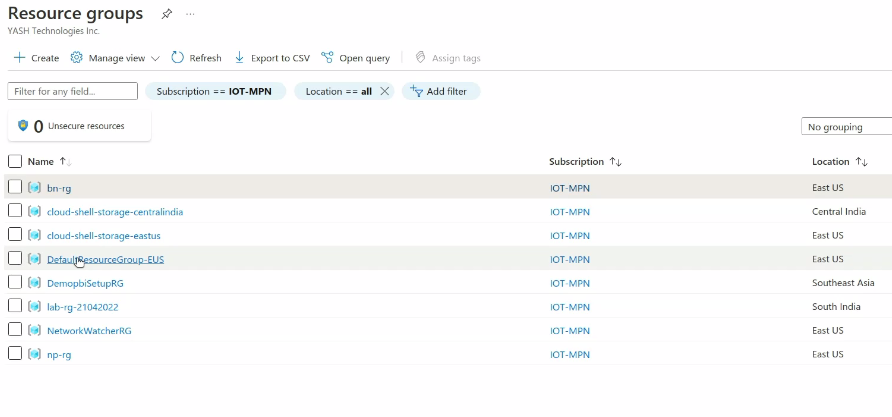 Resource groups
YASH Technologies Inc.
Create Manage view Refresh Export to CSV Open query Assign tags
Filter for any field... Subscription == IOT-MPN Location == all Add filter
0 Unsecure resources
No grouping
Name Subscription Location
bn-rg IOT-MPN East US
cloud-shell-storage-centralindia IOT-MPN Central India
cloud-shell-storage-eastus IOT-MPN East US
DefaultResourceGroup-EUS IOT-MPN East US
DemopbiSetupRG IOT-MPN Southeast Asia
lab-rg-21042022 IOT-MPN South India
NetworkWatcherRG IOT-MPN East US
np-rg IOT-MPN East US